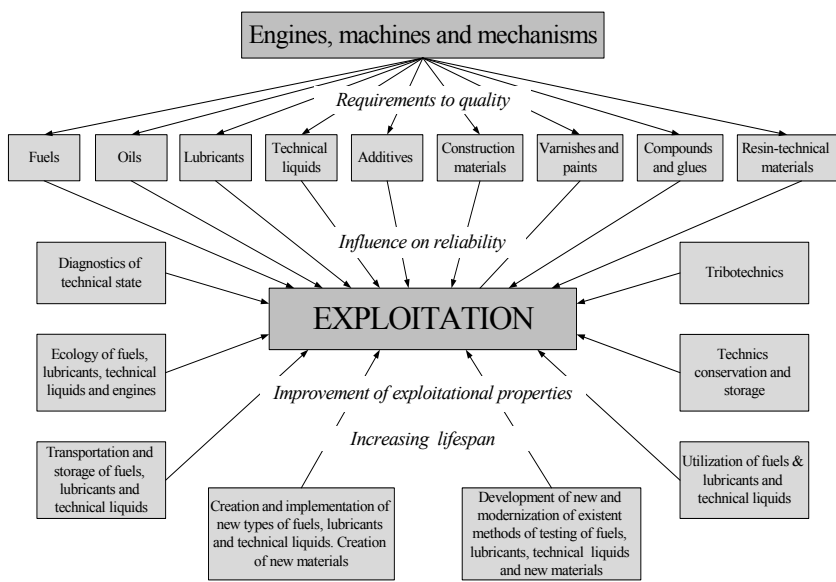 Engines, machines and mechanisms
Requirements to quality
Fuels
Oils
Lubricants
Technical
liquids
Additives
Construction
materials
Varnishes and
paints
Compounds
and glues
Resin-technical
materials
Influence on reliability
Diagnostics of
technical state
Tribotechnics
EXPLOITATION
Ecology of fuels,
lubricants, technical
liquids and engines
Technics
conservation and
storage
Improvement of exploitational properties
Increasing lifespan
Transportation and
storage of fuels,
lubricants and
technical liquids
Utilization of fuels &
lubricants and
technical liquids
Creation and implementation of
new types of fuels, lubricants
and technical liquids. Creation
of new materials
Development of new and
modernization of existent
methods of testing of fuels,
lubricants, technical liquids
and new materials